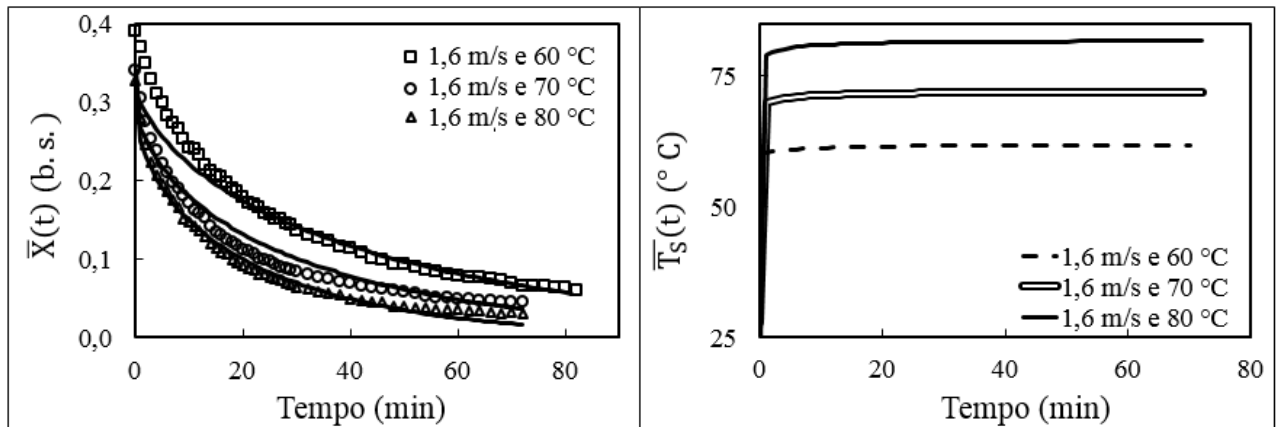 0,4
0,3
0,2
0,1
0,0
X̅(t) (b. s. )
1,6 m/s e 60 °C
1,6 m/s e 70 °C
1,6 m/s e 80 °C
0 20 40 60 80
Tempo (min)
75
50
25
T̅s(t) (° C)
1,6 m/s e 60 °C
1,6 m/s e 70 °C
1,6 m/s e 80 °C
0 20 40 60 80
Tempo (min)